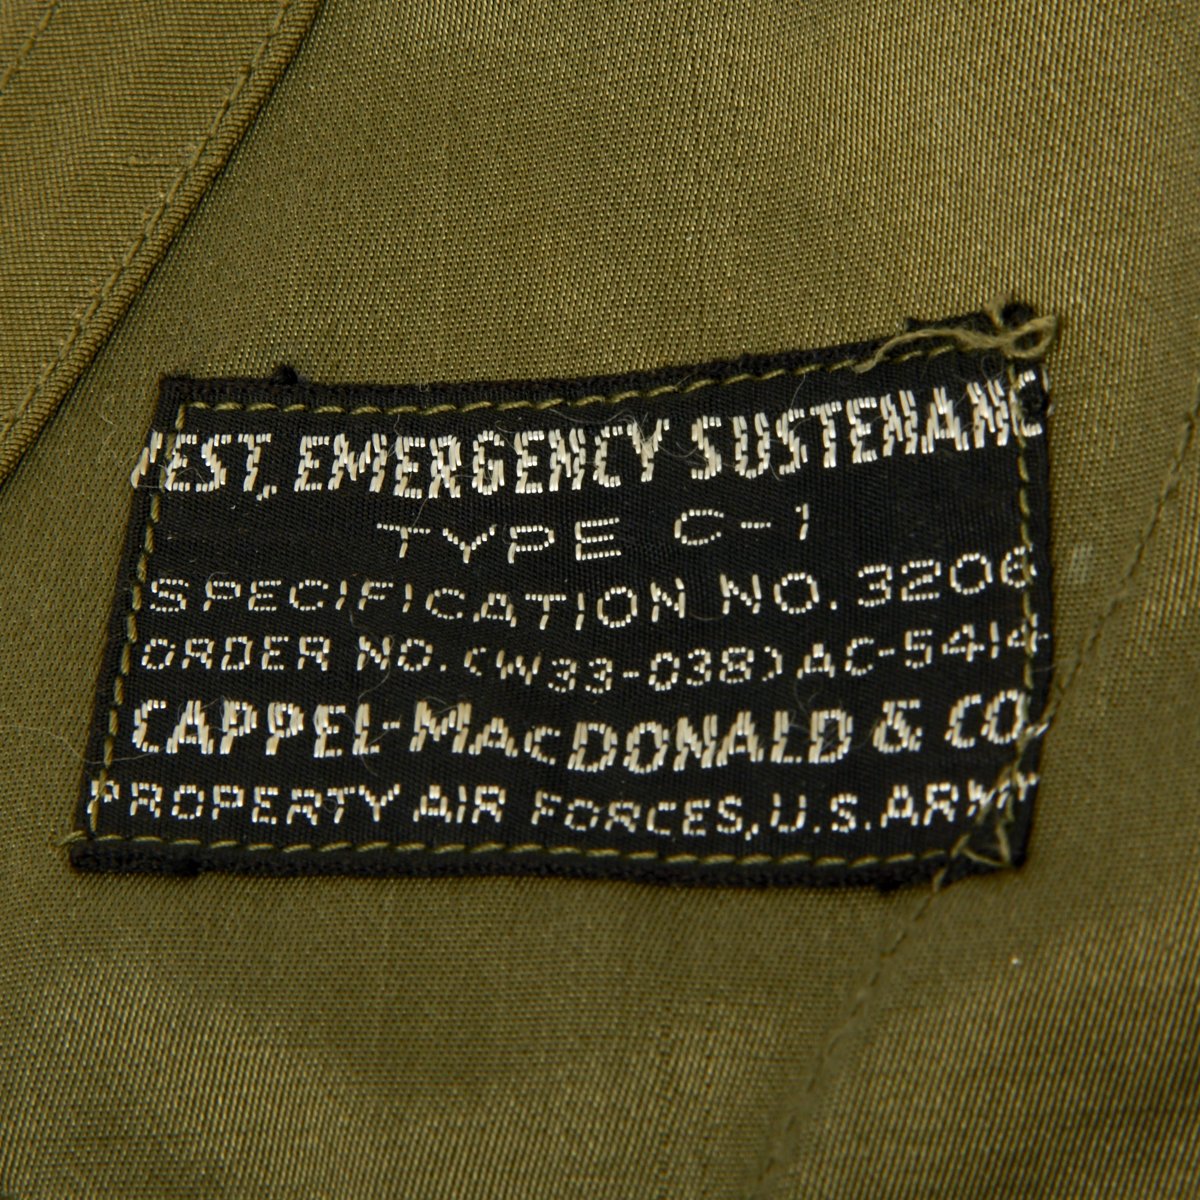 VEST, EMERGENCY SUSTENANC
TYPE C-1
SPECIFICATION NO. 3206
ORDER NO. (W33-038) AC-5414
CAPPEL-MACDONALD & CO.
PROPERTY AIR FORCES, U.S. ARMY